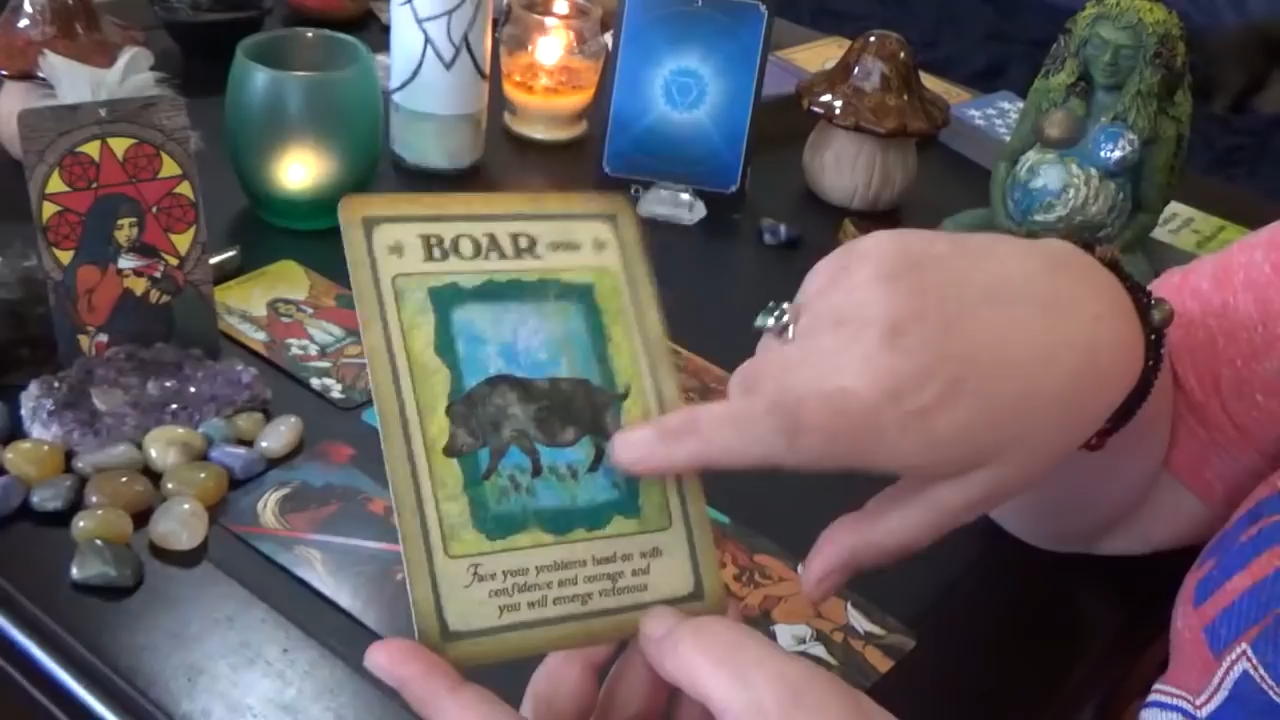 V
BOAR
Face your problems head-on with
confidence and courage, and
you will emerge victorious